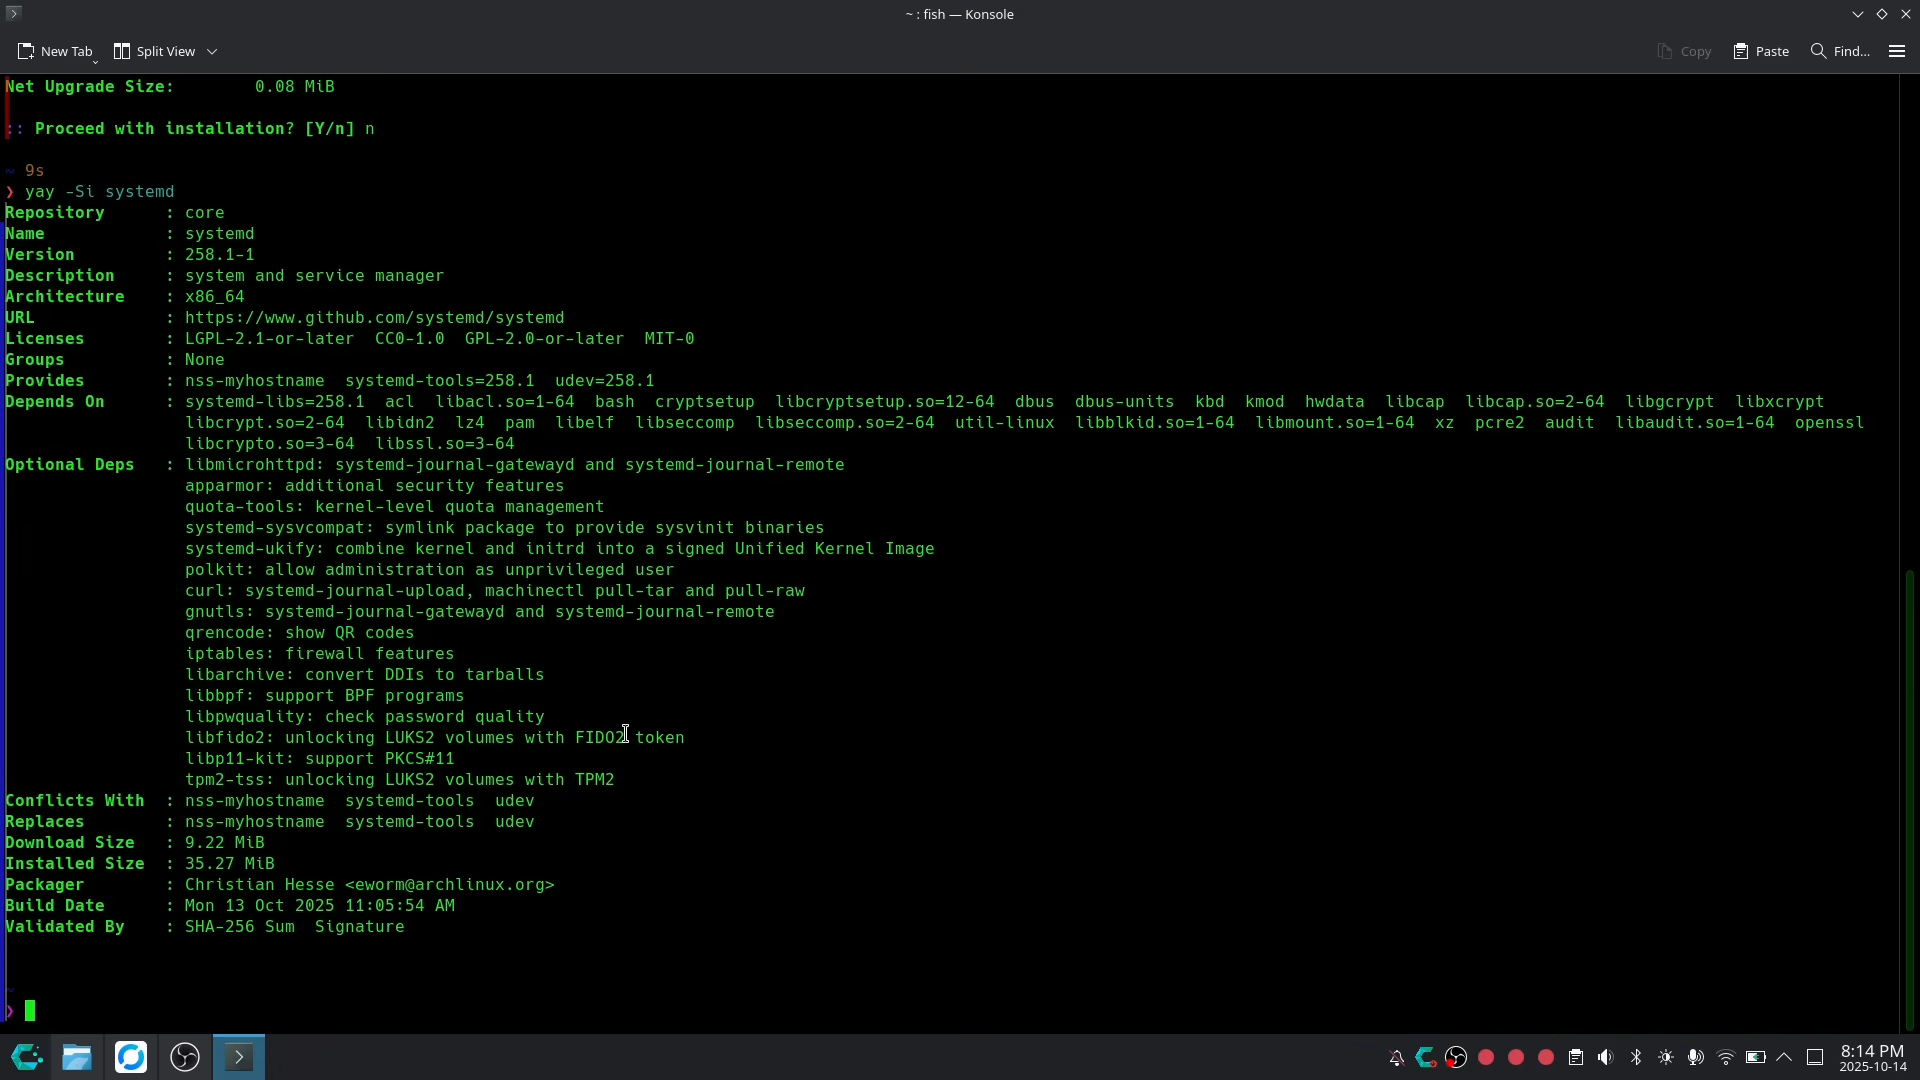 ~ : fish — Konsole
New Tab
Split View
Copy
Paste
Find...
Net Upgrade Size:        0.08 MiB
:: Proceed with installation? [Y/n] n
~ 9s
❯ yay -Si systemd
Repository      : core
Name            : systemd
Version         : 258.1-1
Description     : system and service manager
Architecture    : x86_64
URL             : https://www.github.com/systemd/systemd
Licenses        : LGPL-2.1-or-later  CC0-1.0  GPL-2.0-or-later  MIT-0
Groups          : None
Provides        : nss-myhostname  systemd-tools=258.1  udev=258.1
Depends On      : systemd-libs=258.1  acl  libacl.so=1-64  bash  cryptsetup  libcryptsetup.so=12-64  dbus  dbus-units  kbd  kmod  hwdata  libcap  libcap.so=2-64  libgcrypt  libxcrypt
libcrypt.so=2-64  libidn2  lz4  pam  libelf  libseccomp  libseccomp.so=2-64  util-linux  libblkid.so=1-64  libmount.so=1-64  xz  pcre2  audit  libaudit.so=1-64  openssl
libcrypto.so=3-64  libssl.so=3-64
Optional Deps   : libmicrohttpd: systemd-journal-gatewayd and systemd-journal-remote
apparmor: additional security features
quota-tools: kernel-level quota management
systemd-sysvcompat: symlink package to provide sysvinit binaries
systemd-ukify: combine kernel and initrd into a signed Unified Kernel Image
polkit: allow administration as unprivileged user
curl: systemd-journal-upload, machinectl pull-tar and pull-raw
gnutls: systemd-journal-gatewayd and systemd-journal-remote
qrencode: show QR codes
iptables: firewall features
libarchive: convert DDIs to tarballs
libbpf: support BPF programs
libpwquality: check password quality
libfido2: unlocking LUKS2 volumes with FIDO2 token
libp11-kit: support PKCS#11
tpm2-tss: unlocking LUKS2 volumes with TPM2
Conflicts With  : nss-myhostname  systemd-tools  udev
Replaces        : nss-myhostname  systemd-tools  udev
Download Size   : 9.22 MiB
Installed Size  : 35.27 MiB
Packager        : Christian Hesse <eworm@archlinux.org>
Build Date      : Mon 13 Oct 2025 11:05:54 AM
Validated By    : SHA-256 Sum  Signature
~
❯
8:14 PM
2025-10-14